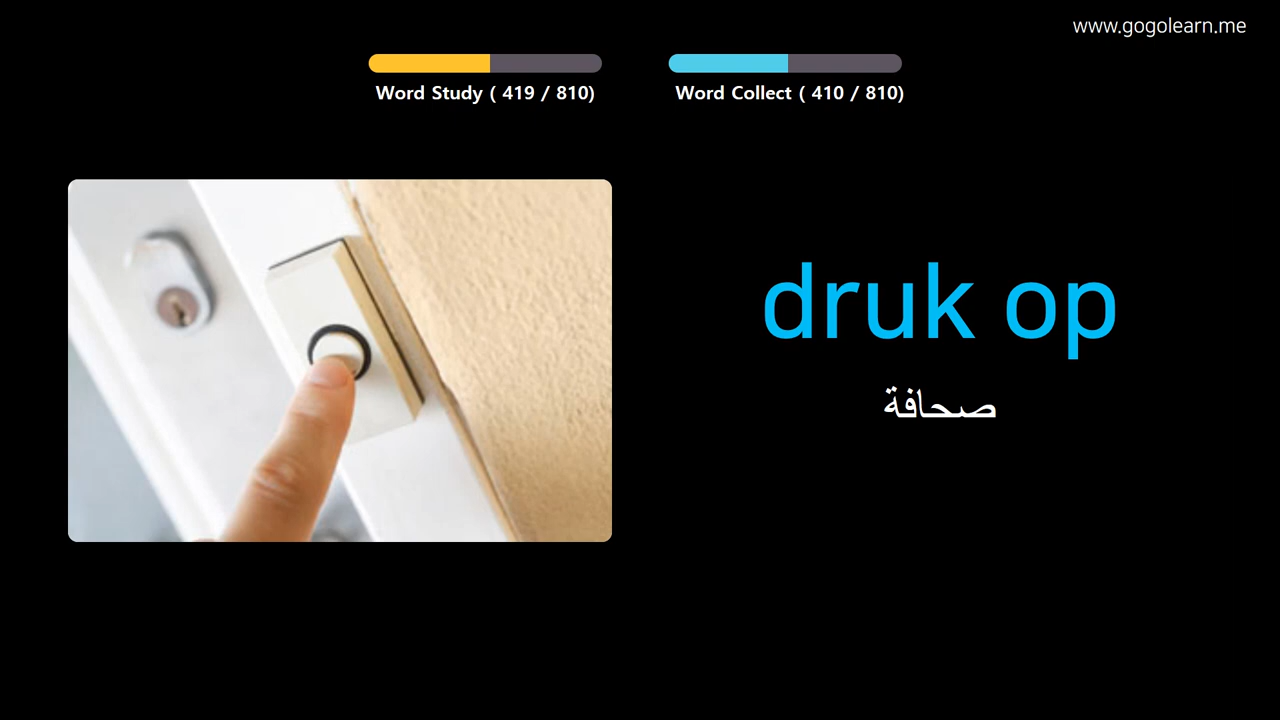 www.gogolearn.me
Word Study ( 419 / 810)
Word Collect ( 410 / 810)
druk op
صحافة